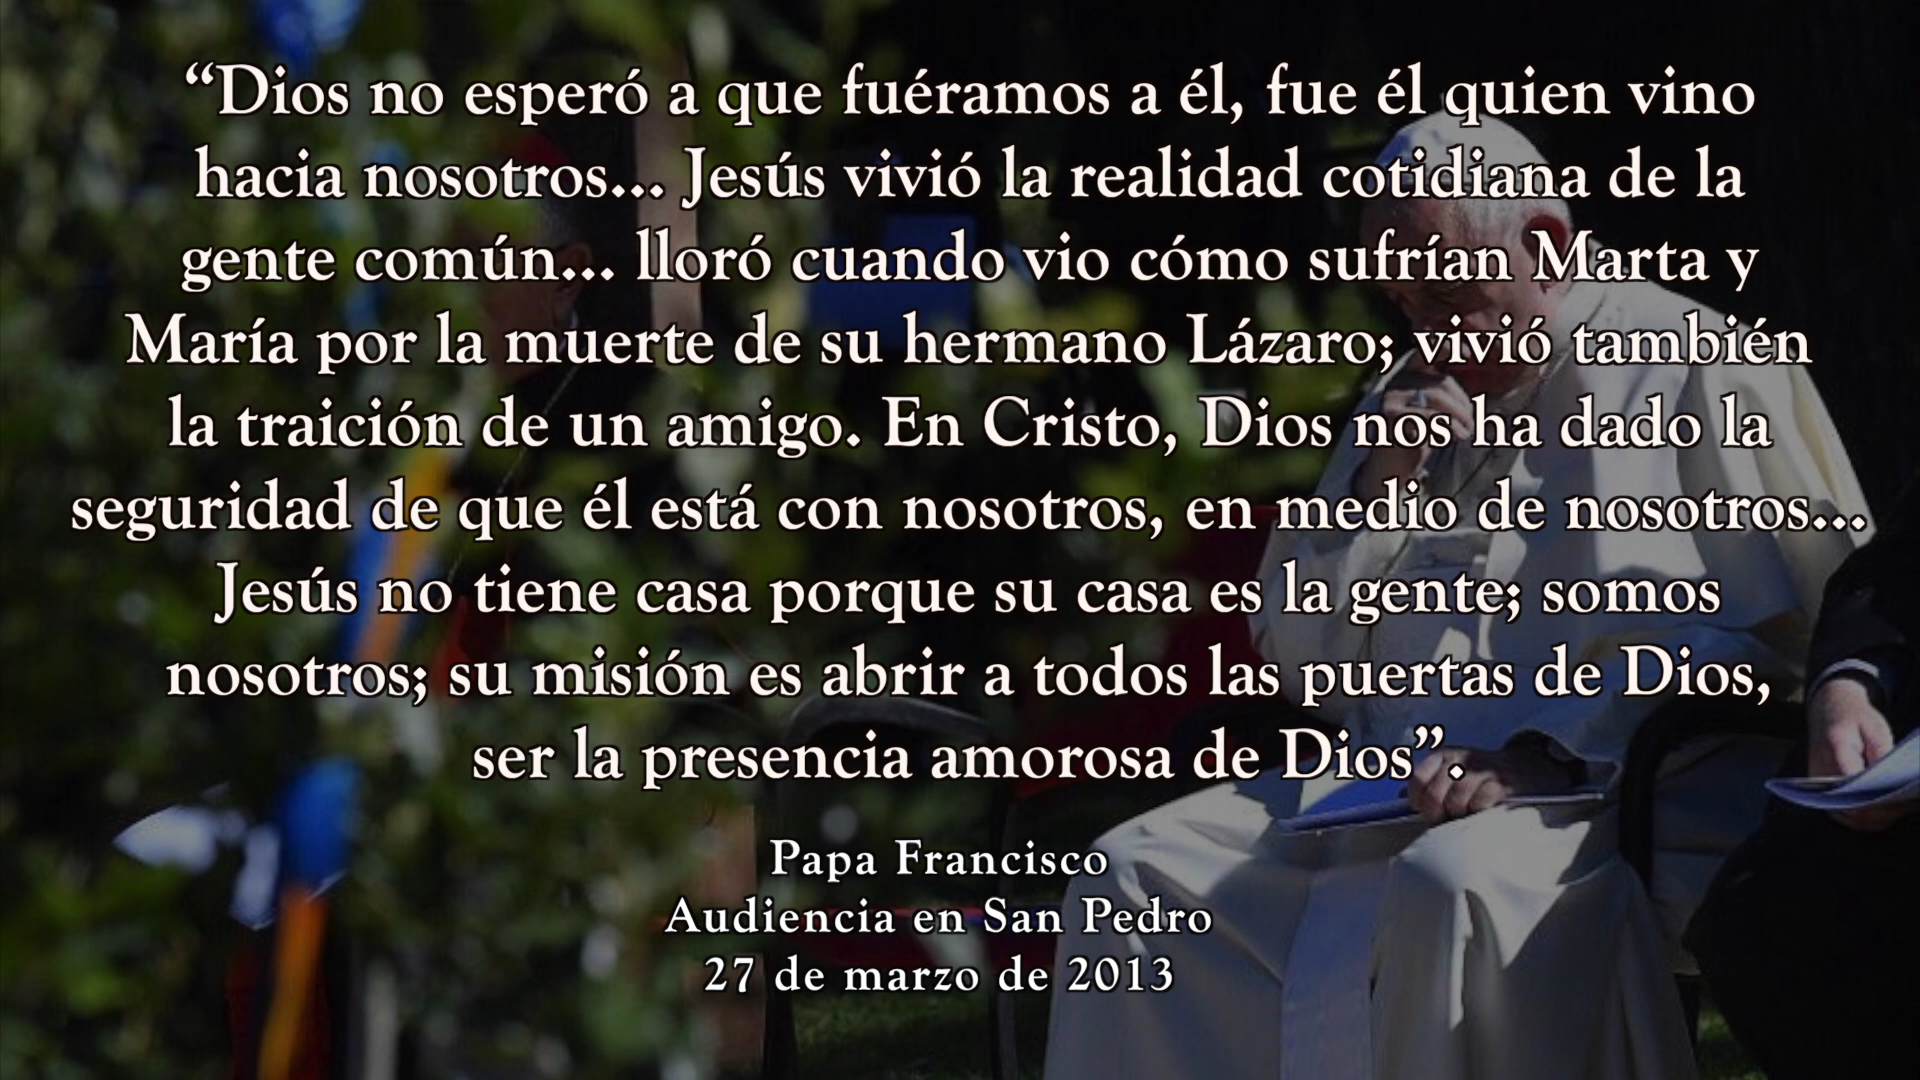 “Dios no esperó a que fuéramos a él, fue él quien vino
hacia nosotros... Jesús vivió la realidad cotidiana de la
gente común... lloró cuando vio cómo sufrían Marta y
María por la muerte de su hermano Lázaro; vivió también
la traición de un amigo. En Cristo, Dios nos ha dado la
seguridad de que él está con nosotros, en medio de nosotros...
Jesús no tiene casa porque su casa es la gente; somos
nosotros; su misión es abrir a todos las puertas de Dios,
ser la presencia amorosa de Dios”.
Papa Francisco
Audiencia en San Pedro
27 de marzo de 2013